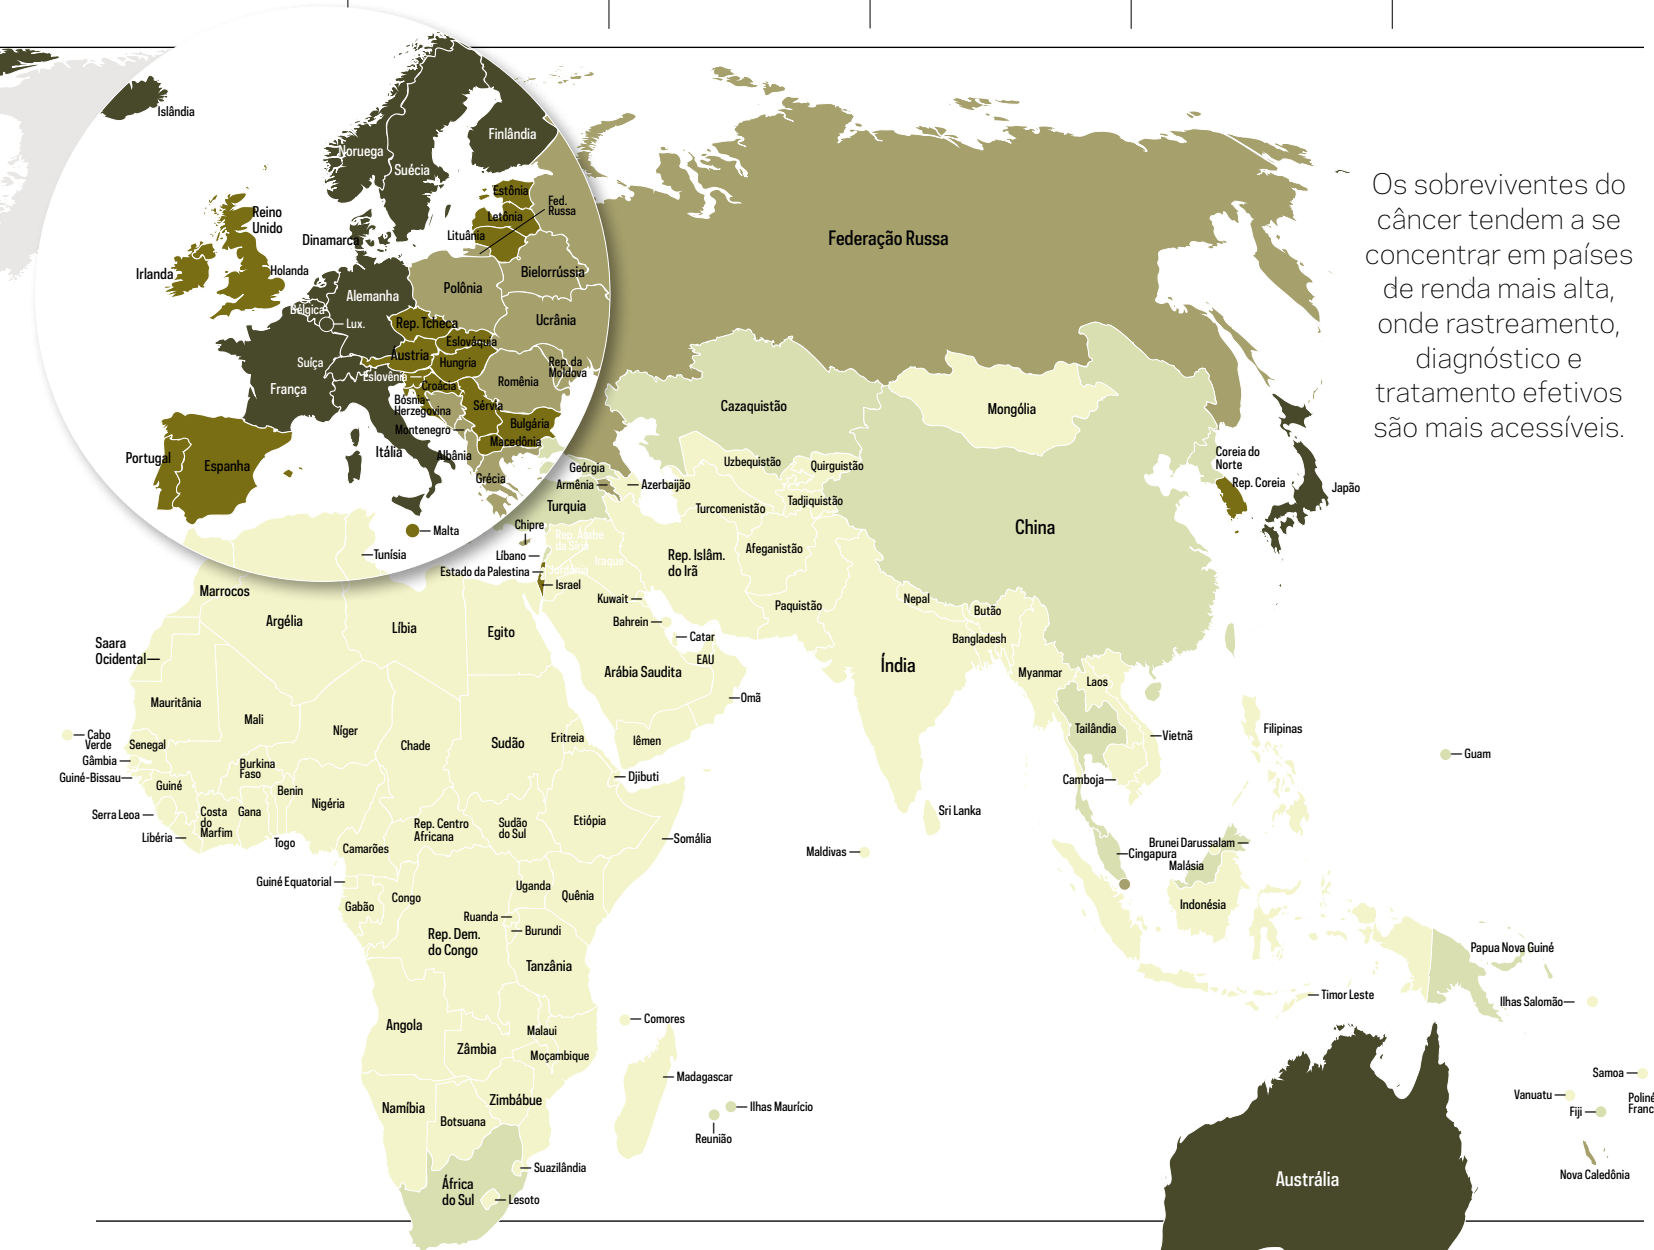 Islândia
Finlândia
Noruega
Suécia
Estônia
Fed.
Russa
Letônia
Reino
Unido
Lituânia
Dinamarca
Irlanda
Holanda
Bielorrússia
Polônia
Alemanha
Bélgica
Lux.
Rep. Tcheca
Ucrânia
Eslováquia
Áustria
Suíça
Hungria
Rep. da
Moldova
Eslovênia
Romênia
França
Croácia
Bósnia-
Herzegovina
Sérvia
Bulgária
Montenegro
Macedônia
Itália
Albânia
Portugal
Espanha
Grécia
Malta
Tunísia
Federação Russa
Os sobreviventes do
câncer tendem a se
concentrar em países
de renda mais alta,
onde rastreamento,
diagnóstico e
tratamento efetivos
são mais acessíveis.
Cazaquistão
Mongólia
Coreia do
Norte
Rep. Coreia
Japão
Geórgia
Armênia
Azerbaijão
Uzbequistão
Quirguistão
Turquia
Turcomenistão
Tadjiquistão
China
Chipre
Rep. Árabe
da Síria
Líbano
Iraque
Rep. Islâm.
do Irã
Afeganistão
Estado da Palestina
Jordânia
Israel
Kuwait
Paquistão
Nepal
Butão
Bahrein
Catar
Bangladesh
EAU
Arábia Saudita
Índia
Myanmar
Laos
Omã
Iêmen
Tailândia
Vietnã
Filipinas
Guam
Camboja
Sri Lanka
Maldivas
Brunei Darussalam
Cingapura
Malásia
Indonésia
Papua Nova Guiné
Timor Leste
Ilhas Salomão
Marrocos
Argélia
Líbia
Egito
Saara
Ocidental
Mauritânia
Mali
Níger
Chade
Sudão
Eritreia
Cabo
Verde
Senegal
Gâmbia
Guiné-Bissau
Guiné
Burkina
Faso
Benin
Nigéria
Djibuti
Serra Leoa
Costa
do
Marfim
Gana
Libéria
Togo
Camarões
Rep. Centro
Africana
Sudão
do Sul
Etiópia
Somália
Guiné Equatorial
Gabão
Congo
Uganda
Quênia
Ruanda
Burundi
Rep. Dem.
do Congo
Tanzânia
Angola
Zâmbia
Malaui
Moçambique
Comores
Madagascar
Namíbia
Zimbábue
Botsuana
Ilhas Maurício
Reunião
Suazilândia
África
do Sul
Lesoto
Austrália
Samoa
Vanuatu
Fiji
Poliné
Franc
Nova Caledônia